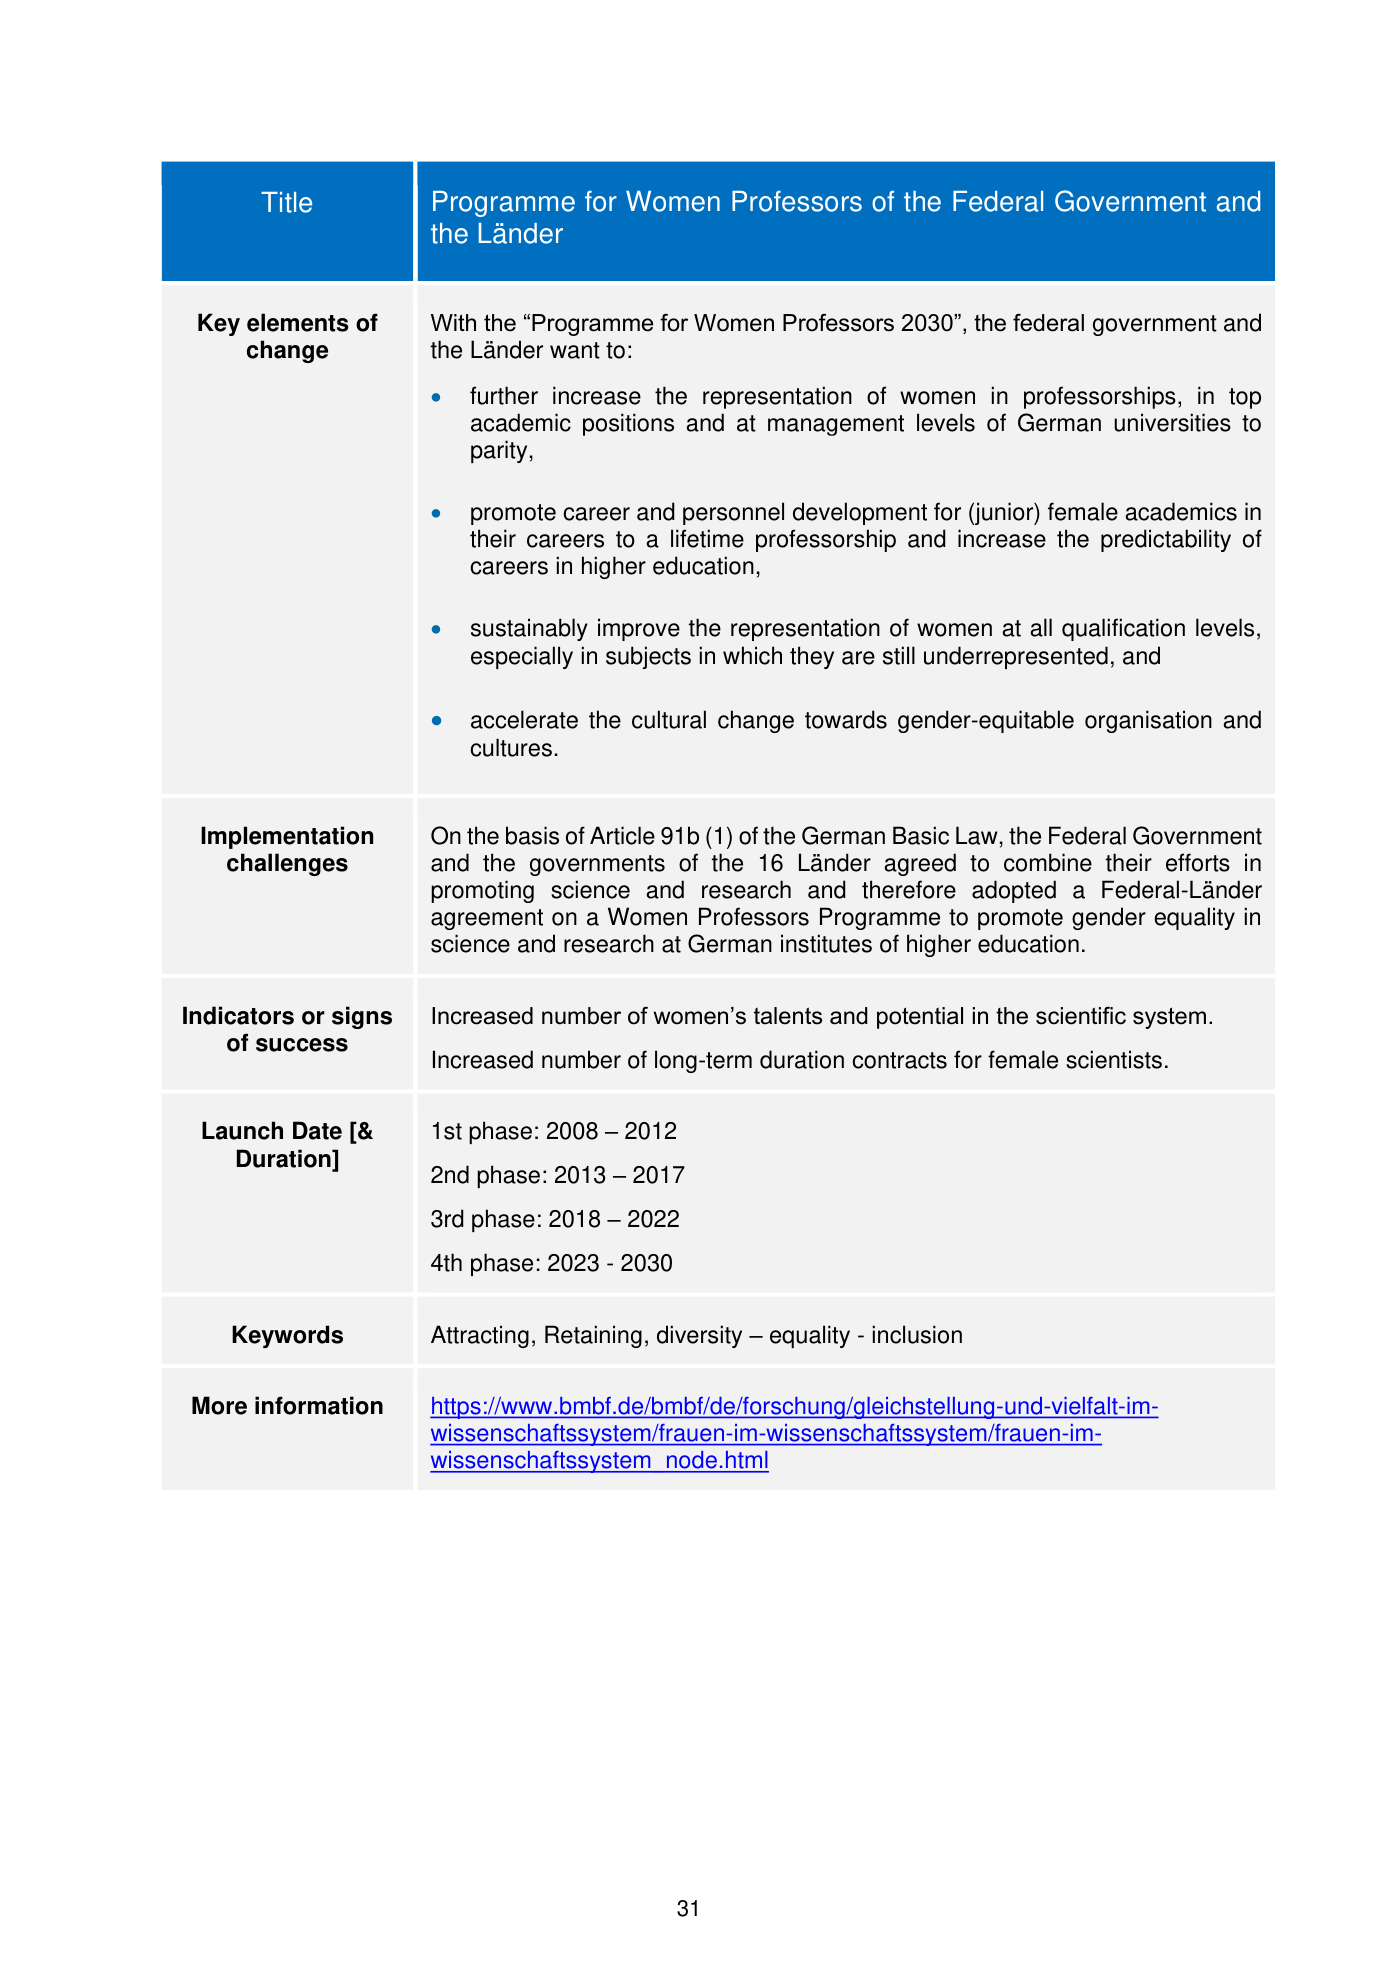 Title
Programme for Women Professors of the Federal Government and
the Länder
Key elements of
change
With the “Programme for Women Professors 2030”, the federal government and
the Länder want to:
• further increase the representation of women in professorships, in top
academic positions and at management levels of German universities to
parity,
• promote career and personnel development for (junior) female academics in
their careers to a lifetime professorship and increase the predictability of
careers in higher education,
• sustainably improve the representation of women at all qualification levels,
especially in subjects in which they are still underrepresented, and
• accelerate the cultural change towards gender-equitable organisation and
cultures.
Implementation
challenges
On the basis of Article 91b (1) of the German Basic Law, the Federal Government
and the governments of the 16 Länder agreed to combine their efforts in
promoting science and research and therefore adopted a Federal-Länder
agreement on a Women Professors Programme to promote gender equality in
science and research at German institutes of higher education.
Indicators or signs
of success
Increased number of women’s talents and potential in the scientific system.
Increased number of long-term duration contracts for female scientists.
Launch Date [&
Duration]
1st phase: 2008 – 2012
2nd phase: 2013 – 2017
3rd phase: 2018 – 2022
4th phase: 2023 - 2030
Keywords
Attracting, Retaining, diversity – equality - inclusion
More information
https://www.bmbf.de/bmbf/de/forschung/gleichstellung-und-vielfalt-im-
wissenschaftssystem/frauen-im-wissenschaftssystem/frauen-im-
wissenschaftssystem_node.html
31